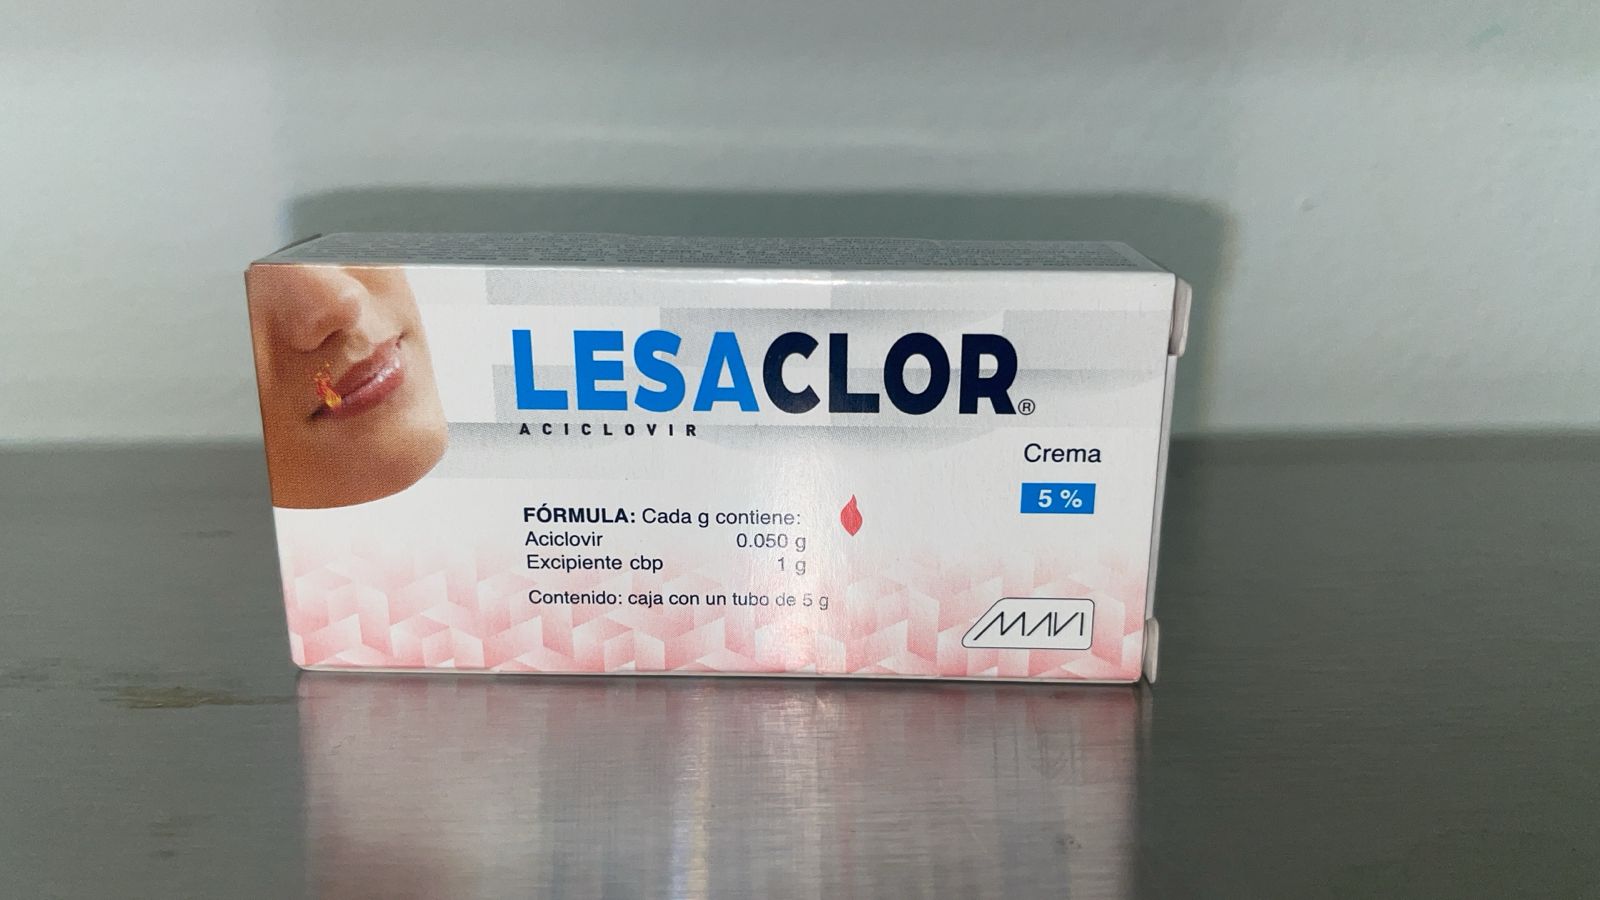 LESACLOR®
ACICLOVIR
Crema
5 %
FÓRMULA: Cada g contiene:
Aciclovir 0.050 g
Excipiente cbp 1 g
Contenido: caja con un tubo de 5 g
MAVI